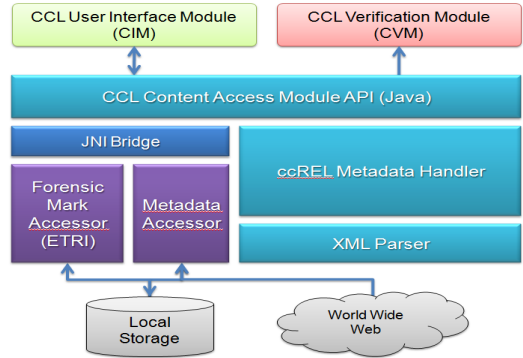 CCL User Interface Module
(CIM)
CCL Verification Module
(CVM)
CCL Content Access Module API (Java)
JNI Bridge
ccREL Metadata Handler
Forensic
Mark
Accessor
(ETRI)
Metadata
Accessor
XML Parser
Local
Storage
World Wide
Web